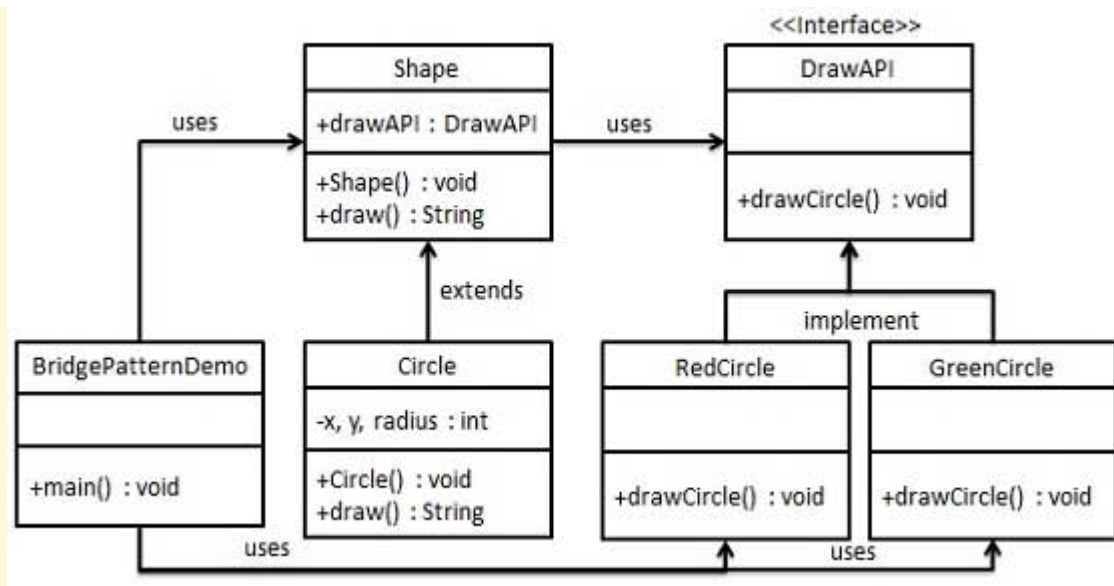 <<Interface>>
Shape
DrawAPI
+drawAPI : DrawAPI
uses
uses
+Shape() : void
+draw() : String
+drawCircle() : void
extends
implement
BridgePatternDemo
Circle
RedCircle
GreenCircle
-x, y, radius : int
+main() : void
+Circle() : void
+draw() : String
+drawCircle() : void
+drawCircle() : void
uses
uses